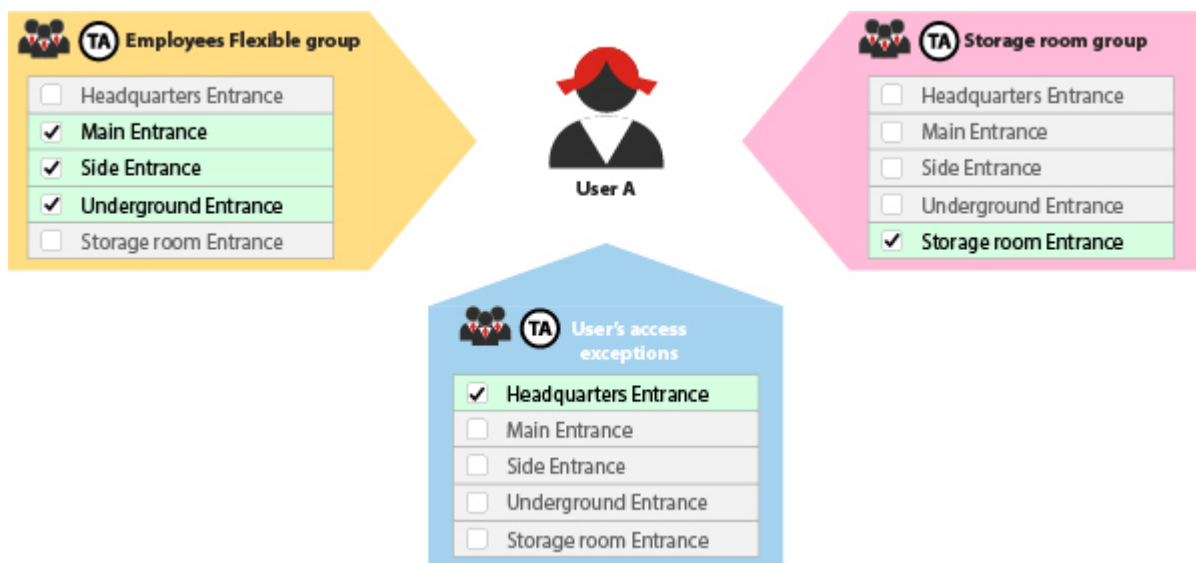 TA Employees Flexible group
Headquarters Entrance
Main Entrance
Side Entrance
Underground Entrance
Storage room Entrance
User A
TA Storage room group
Headquarters Entrance
Main Entrance
Side Entrance
Underground Entrance
Storage room Entrance
TA User's access
exceptions
Headquarters Entrance
Main Entrance
Side Entrance
Underground Entrance
Storage room Entrance